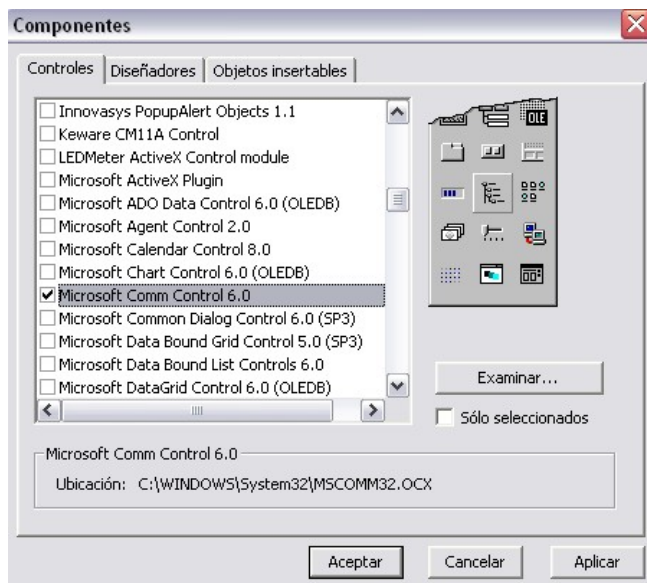 Componentes
Controles Diseñadores Objetos insertables
Innovasys PopupAlert Objects 1.1
Keware CM11A Control
LEDMeter ActiveX Control module
Microsoft ActiveX Plugin
Microsoft ADO Data Control 6.0 (OLEDB)
Microsoft Agent Control 2.0
Microsoft Calendar Control 8.0
Microsoft Chart Control 6.0 (OLEDB)
Microsoft Comm Control 6.0
Microsoft Common Dialog Control 6.0 (SP3)
Microsoft Data Bound Grid Control 5.0 (SP3)
Microsoft Data Bound List Controls 6.0
Microsoft DataGrid Control 6.0 (OLEDB)
OLE
Examinar...
Sólo seleccionados
Microsoft Comm Control 6.0
Ubicación: C:\WINDOWS\System32\MSCOMM32.OCX
Aceptar Cancelar Aplicar